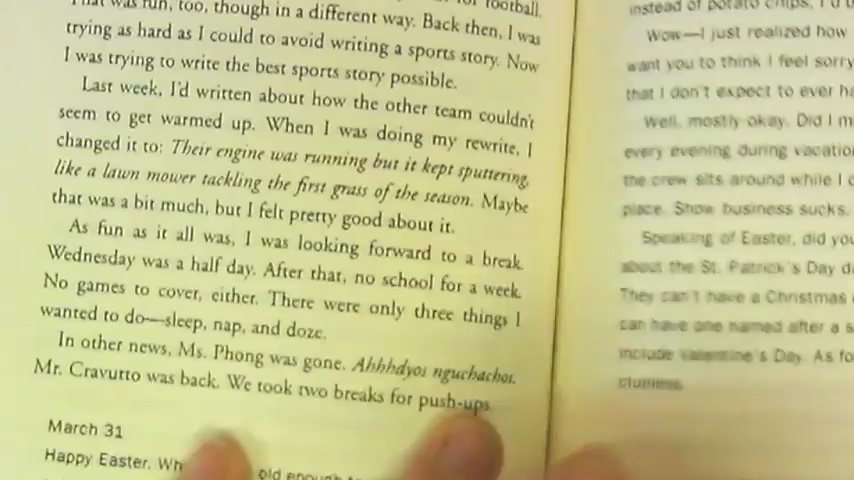 That was fun, too, though in a different way. Back then, I was
trying as hard as I could to avoid writing a sports story. Now
I was trying to write the best sports story possible.
Last week, I'd written about how the other team couldn't
seem to get warmed up. When I was doing my rewrite, I
changed it to: Their engine was running but it kept sputtering,
like a lawn mower tackling the first grass of the season. Maybe
that was a bit much, but I felt pretty good about it.
As fun as it all was, I was looking forward to a break.
Wednesday was a half day. After that, no school for a week.
No games to cover, either. There were only three things I
wanted to do—sleep, nap, and doze.
In other news, Ms. Phong was gone. Ahhhdyos nguchachos.
Mr. Cravutto was back. We took two breaks for push-ups.
March 31
Happy Easter. Wh
old enough
instead of potato chips, I'd
Wow—I just realized how
want you to think I feel sorry
that I don't expect to ever
Well, mostly okay. Did I
every evening during vacation
the crew sits around while I
place. Show business sucks.
Speaking of Easter, did you
about the St. Patrick's Day
They can't have a Christmas
can have one named after a
include Valentine's Day. As